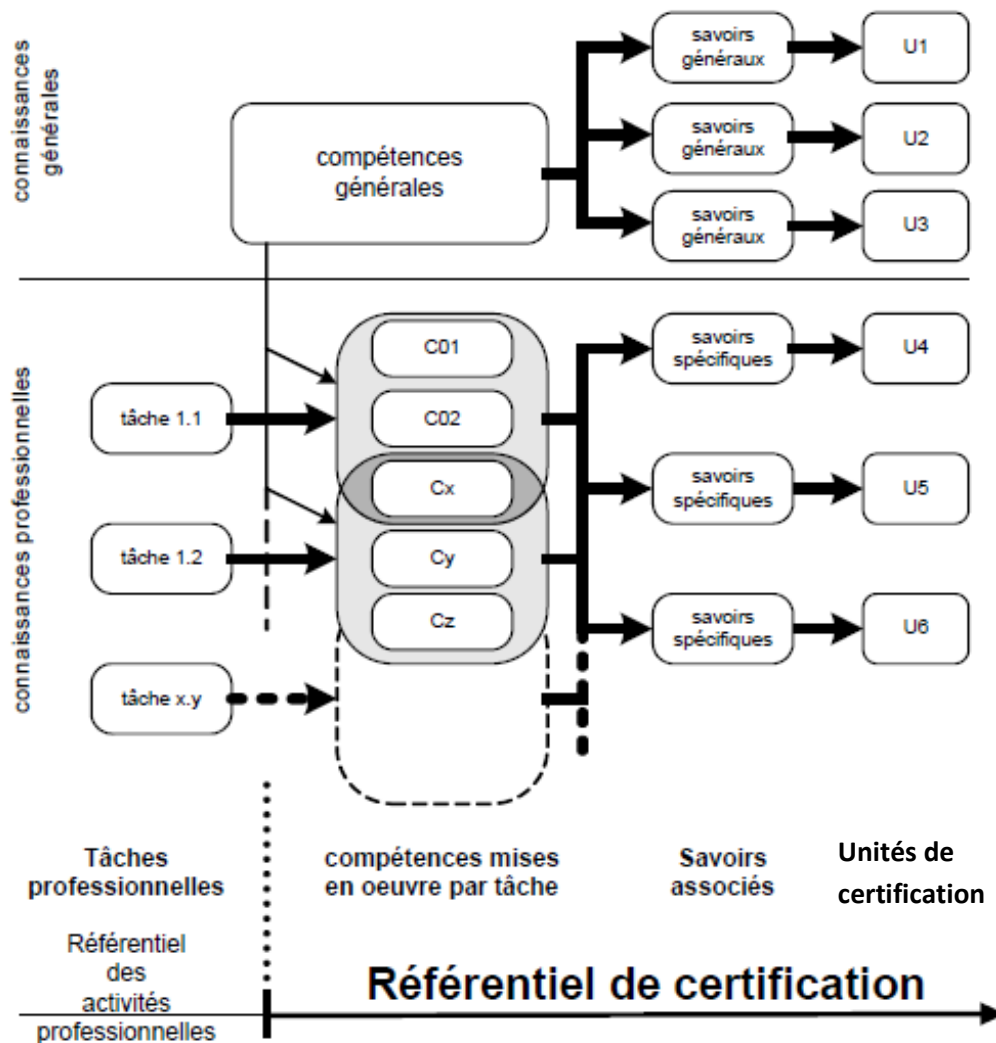 connaissances
générales
compétences
générales
savoirs
généraux
U1
savoirs
généraux
U2
savoirs
généraux
U3
connaissances professionnelles
tâche 1.1
tâche 1.2
tâche x.y
C01
C02
Cx
Cy
Cz
savoirs
spécifiques
U4
savoirs
spécifiques
U5
savoirs
spécifiques
U6
Tâches
professionnelles
compétences mises
en oeuvre par tâche
Savoirs
associés
Unités de
certification
Référentiel
des
activités
professionnelles
Référentiel de certification